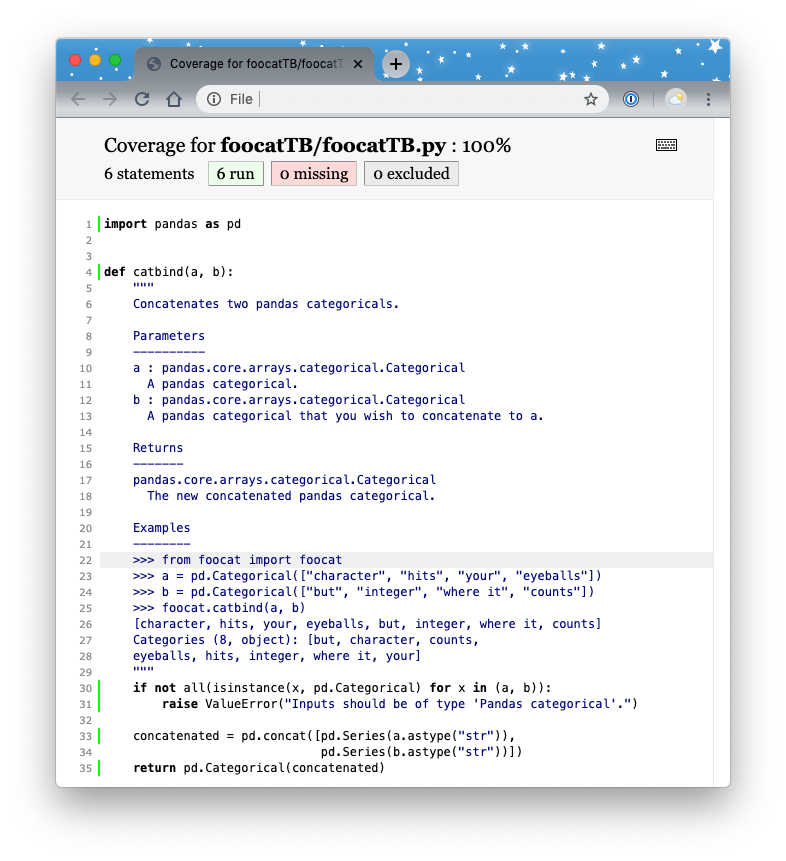 Coverage for foocatTB/foocatT
File
Coverage for foocatTB/foocatTB.py : 100%
6 statements 6 run 0 missing 0 excluded
1 import pandas as pd
2
3
4 def catbind(a, b):
5     """
6     Concatenates two pandas categoricals.
7
8     Parameters
9     ----------
10     a : pandas.core.arrays.categorical.Categorical
11       A pandas categorical.
12     b : pandas.core.arrays.categorical.Categorical
13       A pandas categorical that you wish to concatenate to a.
14
15     Returns
16     -------
17     pandas.core.arrays.categorical.Categorical
18       The new concatenated pandas categorical.
19
20     Examples
21     --------
22     >>> from foocat import foocat
23     >>> a = pd.Categorical(["character", "hits", "your", "eyeballs"])
24     >>> b = pd.Categorical(["but", "integer", "where it", "counts"])
25     >>> foocat.catbind(a, b)
26     [character, hits, your, eyeballs, but, integer, where it, counts]
27     Categories (8, object): [but, character, counts,
28     eyeballs, hits, integer, where it, your]
29     """
30     if not all(isinstance(x, pd.Categorical) for x in (a, b)):
31         raise ValueError("Inputs should be of type 'Pandas categorical'.")
32
33     concatenated = pd.concat([pd.Series(a.astype("str")),
34                               pd.Series(b.astype("str"))])
35     return pd.Categorical(concatenated)